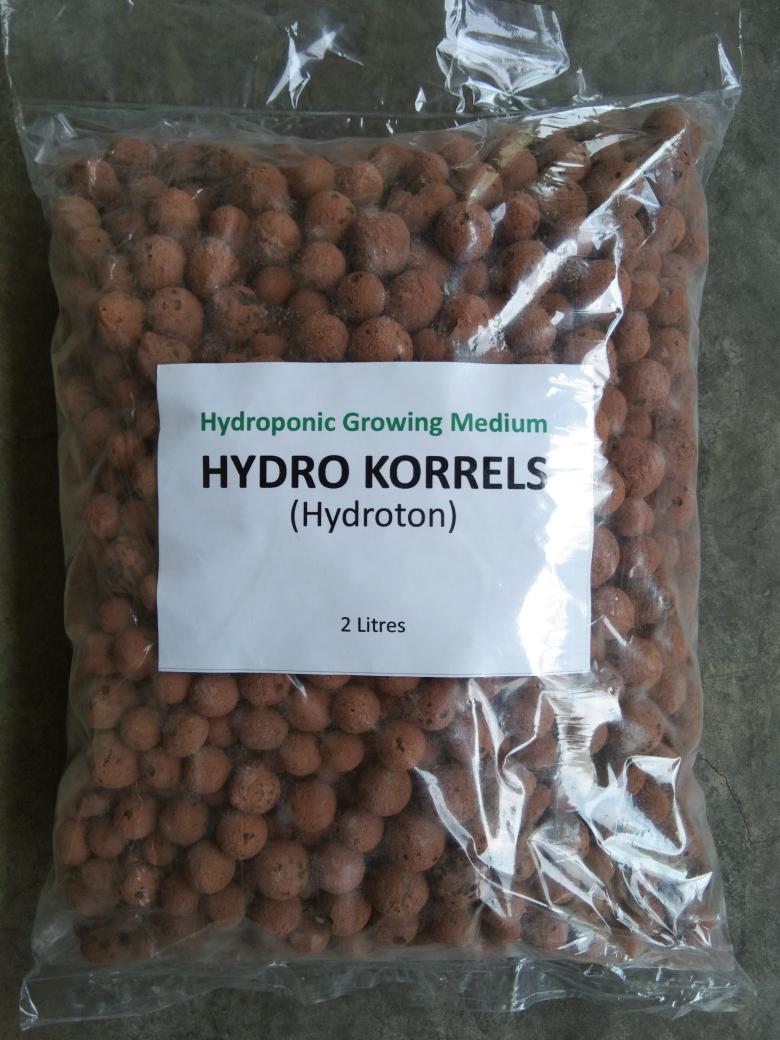 Hydroponic Growing Medium
HYDRO KORRELS
(Hydroton)
2 Litres